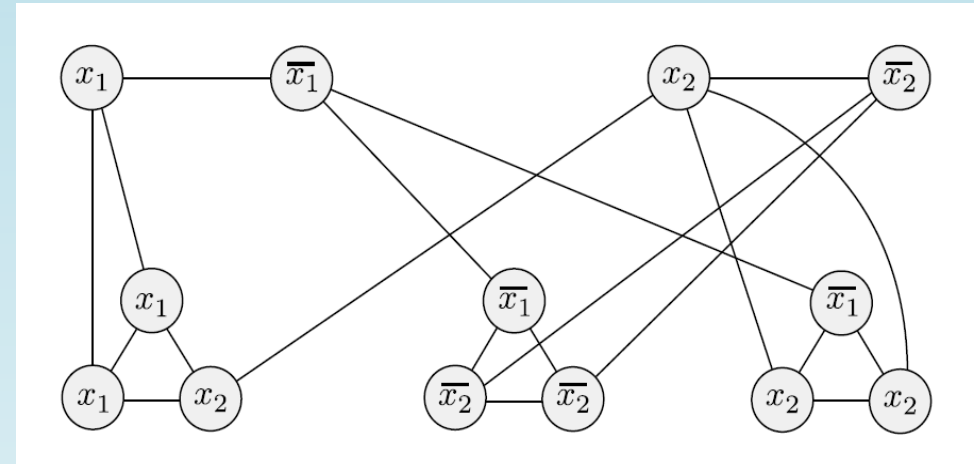 x₁ x̅₁ x₂ x̅₂
x₁ x̅₁ x̅₁
x₁ x₂ x̅₂ x̅₂ x₂ x₂